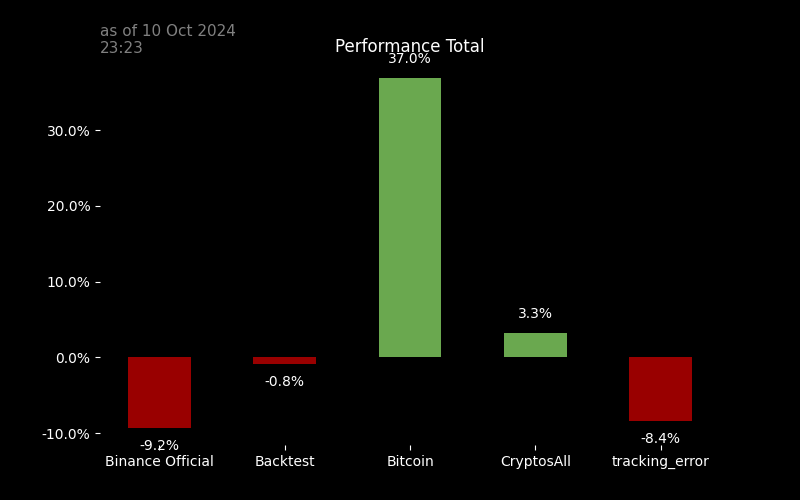 as of 10 Oct 2024
23:23
Performance Total
37.0%
30.0%
20.0%
10.0%
3.3%
0.0%
-0.8%
-10.0%
-9.2%
-8.4%
Binance Official
Backtest
Bitcoin
CryptosAll
tracking_error